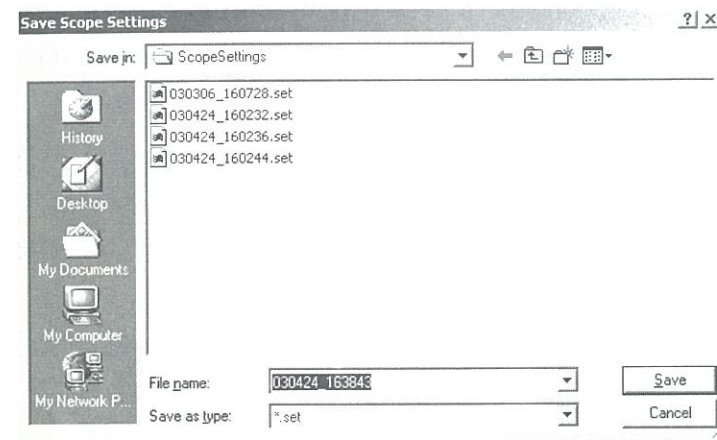 Save Scope Settings
? ×
Save in: ScopeSettings
030306_160728.set
030424_160232.set
030424_160236.set
030424_160244.set
History
Desktop
My Documents
My Computer
My Network P...
File name: 030424_163843 Save
Save as type: *.set Cancel